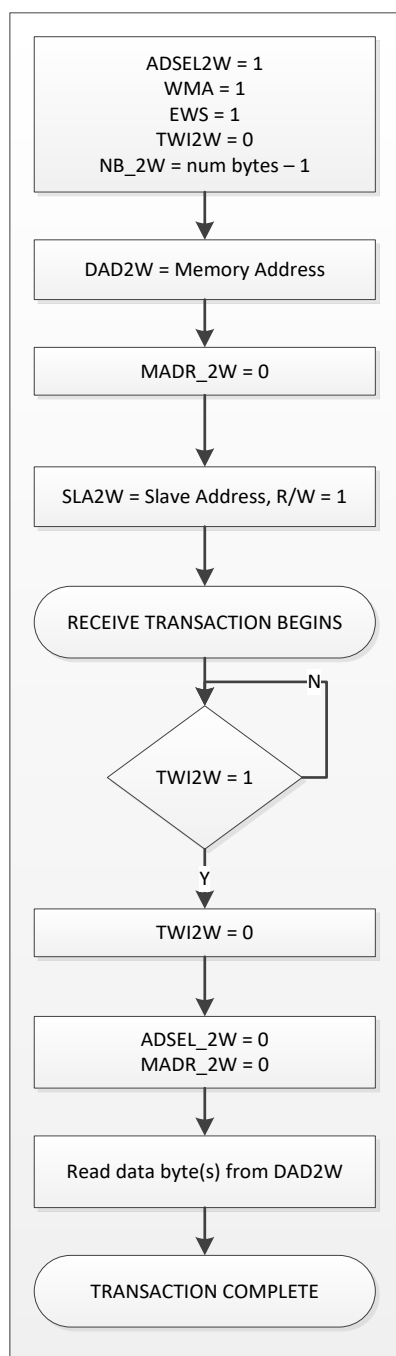 ADSEL2W = 1
WMA = 1
EWS = 1
TWI2W = 0
NB_2W = num bytes – 1
DAD2W = Memory Address
MADR_2W = 0
SLA2W = Slave Address, R/W = 1
RECEIVE TRANSACTION BEGINS
N
TWI2W = 1
Y
TWI2W = 0
ADSEL_2W = 0
MADR_2W = 0
Read data byte(s) from DAD2W
TRANSACTION COMPLETE